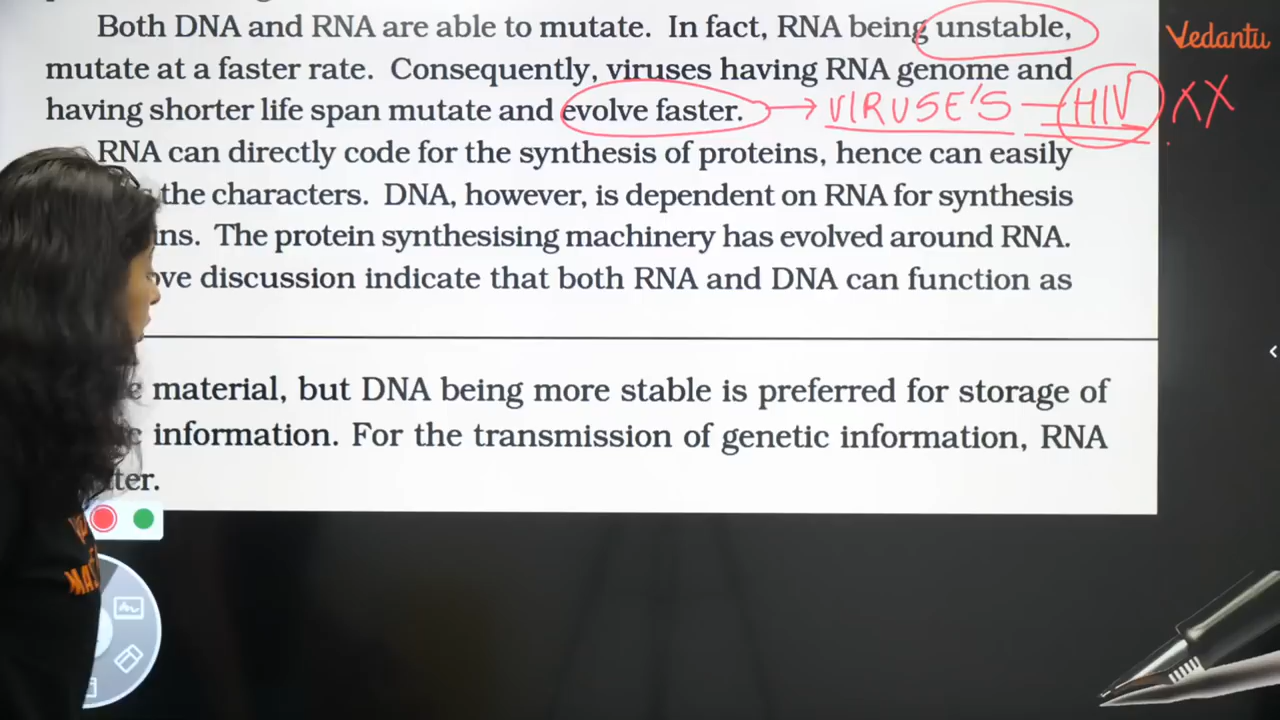 Both DNA and RNA are able to mutate. In fact, RNA being unstable,
mutate at a faster rate. Consequently, viruses having RNA genome and
having shorter life span mutate and evolve faster. → VIRUSE'S — HIV XX
RNA can directly code for the synthesis of proteins, hence can easily
the characters. DNA, however, is dependent on RNA for synthesis
ins. The protein synthesising machinery has evolved around RNA.
ve discussion indicate that both RNA and DNA can function as
material, but DNA being more stable is preferred for storage of
information. For the transmission of genetic information, RNA
ter.
Vedantu